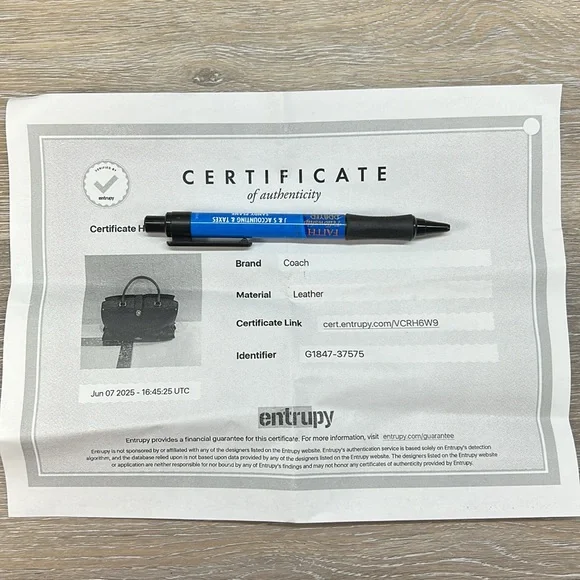 VERIFIED BY
entrupy
CERTIFICATE
of authenticity
Certificate H
J & S ACCOUNTING & TAXES
FAITH
Brand Coach
Material Leather
Certificate Link cert.entrupy.com/VCRH6W9
Identifier G1847-37575
Jun 07 2025 - 16:45:25 UTC
entrupy
Entrupy provides a financial guarantee for this certificate. For more information, visit entrupy.com/guarantee
Entrupy is not sponsored by or affiliated with any of the designers listed on the Entrupy website. Entrupy's authentication service is based solely on Entrupy's detection
algorithm, and the database relied upon is not based upon data provided by any of the designers listed on the Entrupy website. The designers listed on the Entrupy website
or application are neither responsible for nor bound by any of Entrupy's findings and may not honor any certificates of authenticity provided by Entrupy.